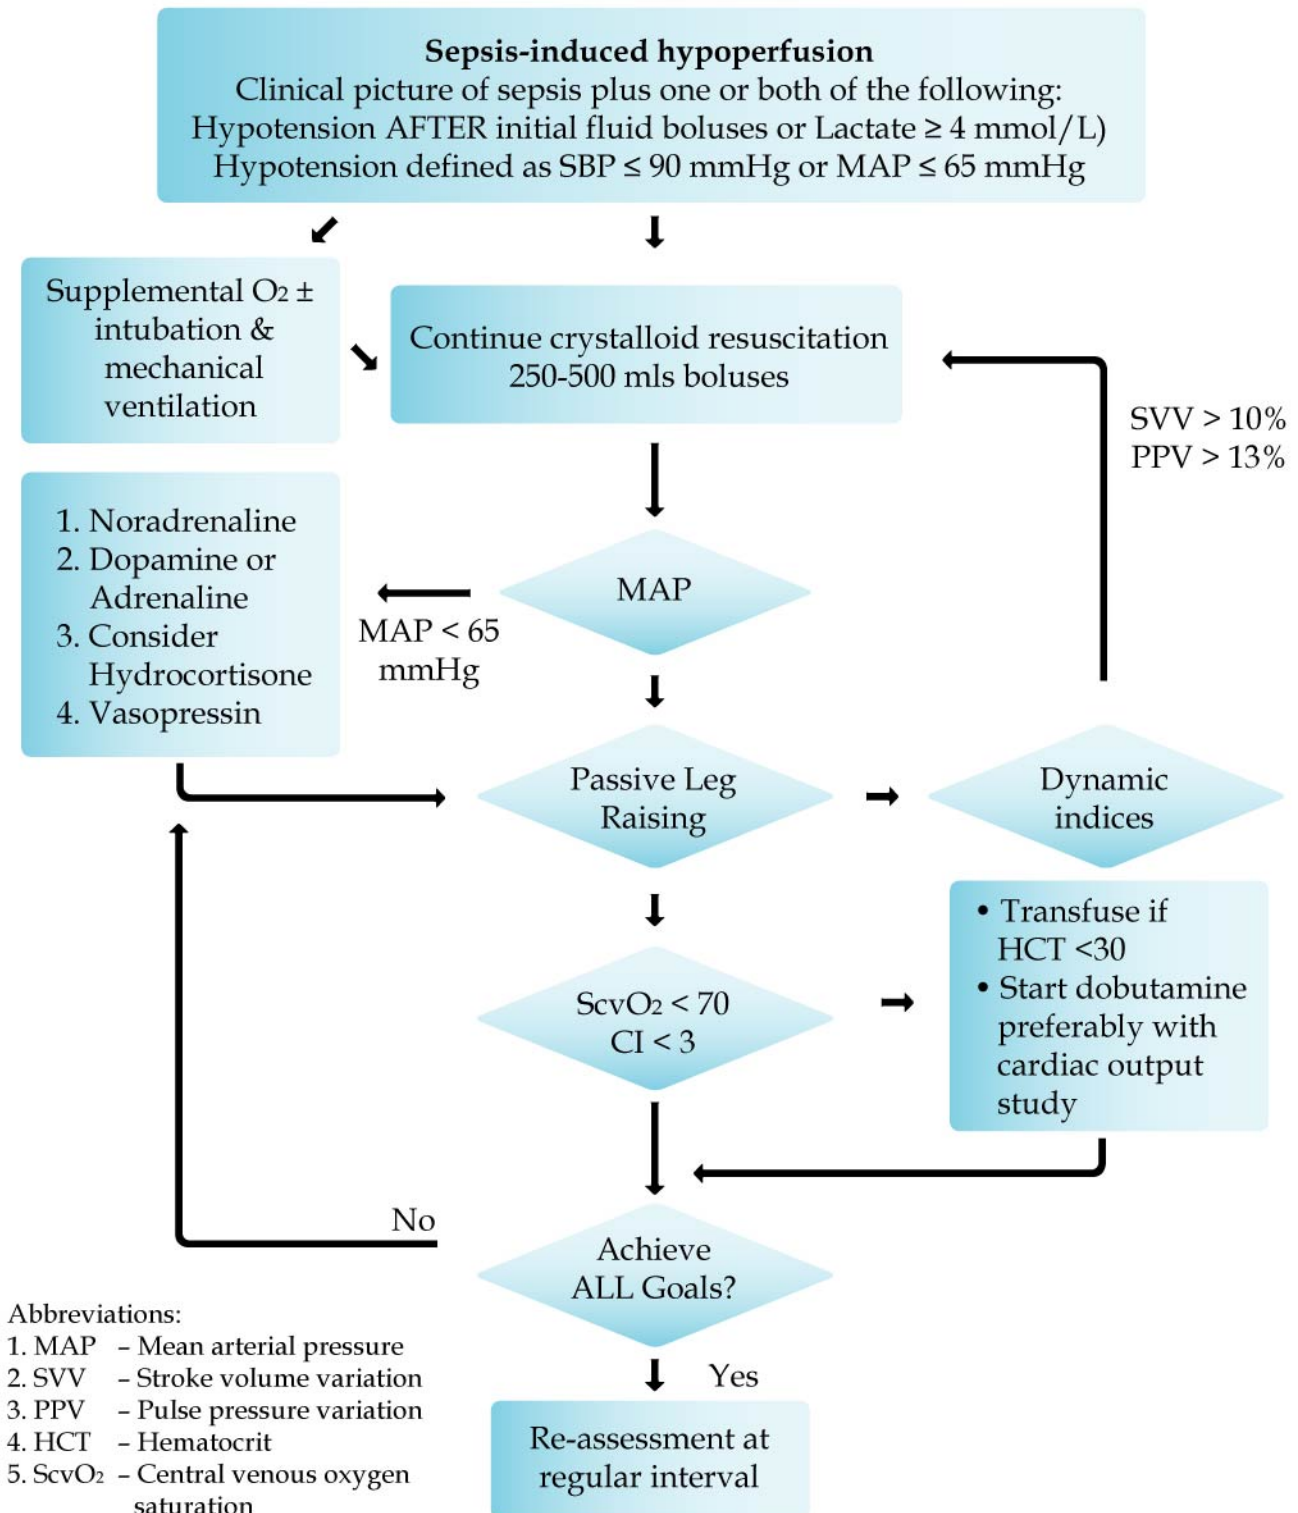 Sepsis-induced hypoperfusion
Clinical picture of sepsis plus one or both of the following:
Hypotension AFTER initial fluid boluses or Lactate ≥ 4 mmol/L)
Hypotension defined as SBP ≤ 90 mmHg or MAP ≤ 65 mmHg
Supplemental O₂ ±
intubation &
mechanical
ventilation
Continue crystalloid resuscitation
250-500 mls boluses
SVV > 10%
PPV > 13%
1. Noradrenaline
2. Dopamine or
Adrenaline
3. Consider
Hydrocortisone
4. Vasopressin
MAP
MAP < 65
mmHg
Passive Leg
Raising
Dynamic
indices
ScvO₂ < 70
CI < 3
• Transfuse if
HCT <30
• Start dobutamine
preferably with
cardiac output
study
No
Achieve
ALL Goals?
Yes
Re-assessment at
regular interval
Abbreviations:
1. MAP – Mean arterial pressure
2. SVV – Stroke volume variation
3. PPV – Pulse pressure variation
4. HCT – Hematocrit
5. ScvO₂ – Central venous oxygen
saturation